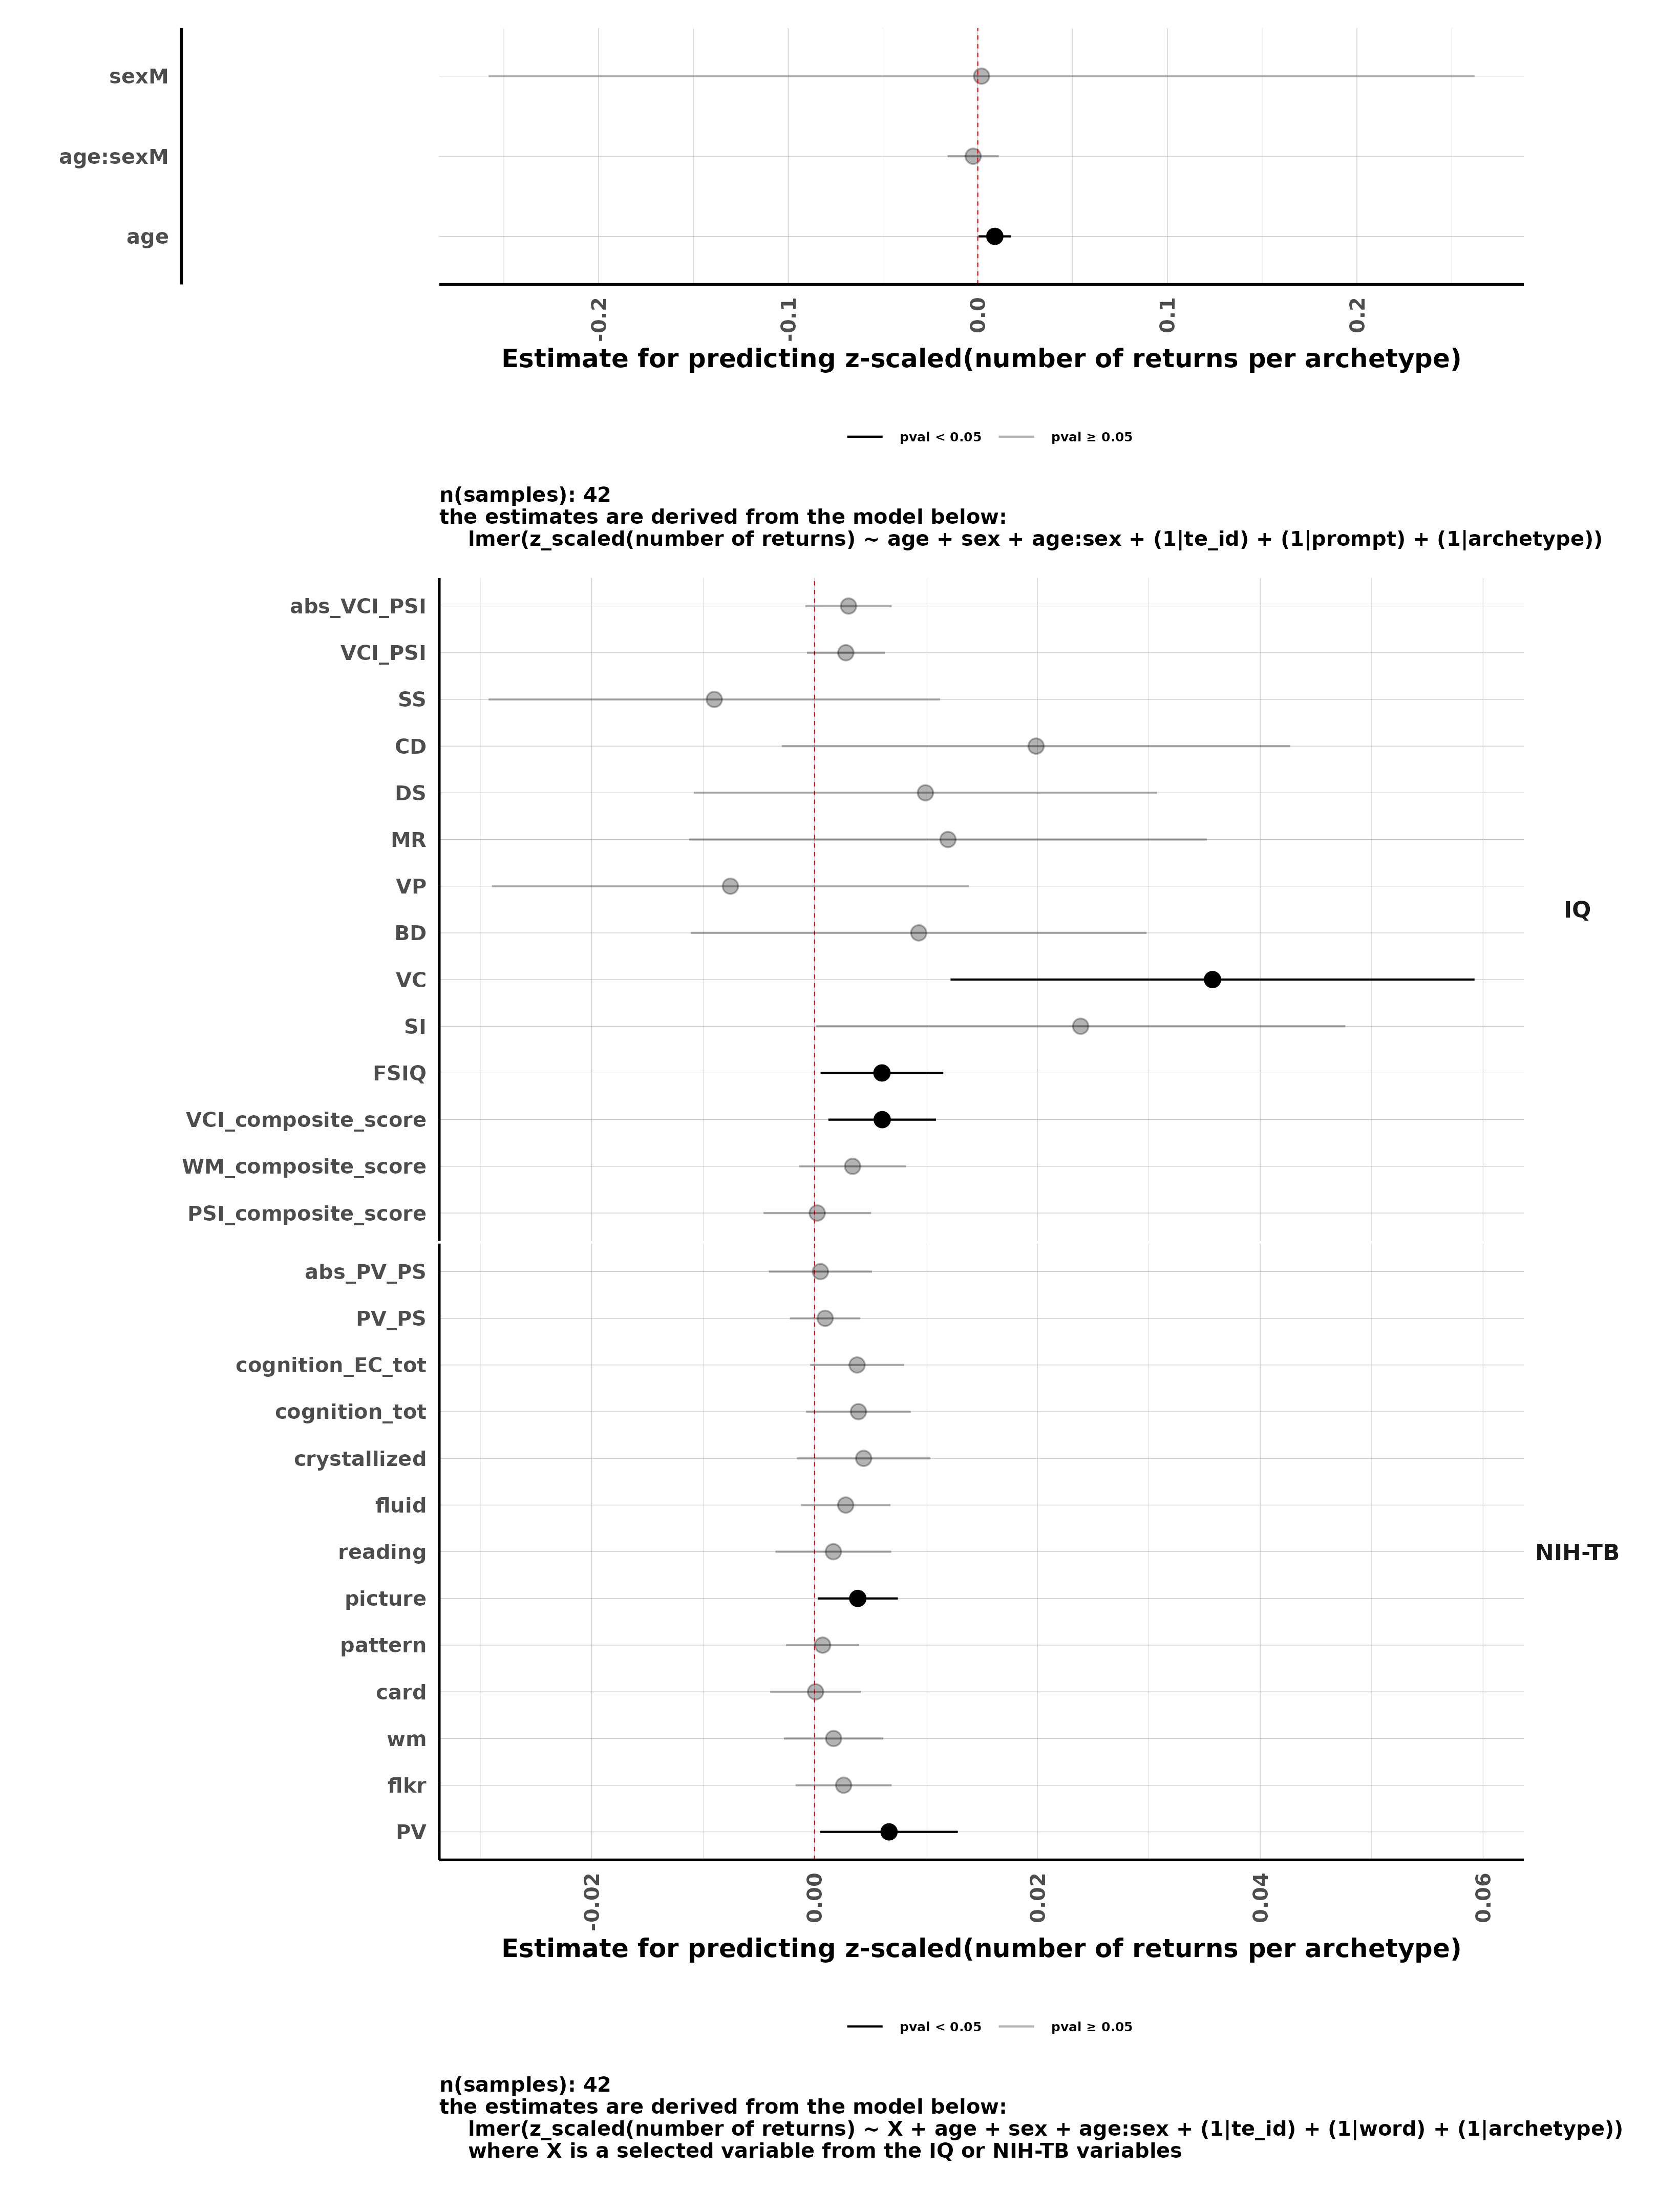 sexM
age:sexM
age
-0.2
-0.1
0.0
0.1
0.2
Estimate for predicting z-scaled(number of returns per archetype)
pval < 0.05 pval ≥ 0.05
n(samples): 42
the estimates are derived from the model below:
lmer(z_scaled(number of returns) ~ age + sex + age:sex + (1|te_id) + (1|prompt) + (1|archetype))
abs_VCI_PSI
VCI_PSI
SS
CD
DS
MR
VP
BD
VC
SI
FSIQ
VCI_composite_score
WM_composite_score
PSI_composite_score
IQ
abs_PV_PS
PV_PS
cognition_EC_tot
cognition_tot
crystallized
fluid
reading
picture
pattern
card
wm
flkr
PV
NIH-TB
-0.02
0.00
0.02
0.04
0.06
Estimate for predicting z-scaled(number of returns per archetype)
pval < 0.05 pval ≥ 0.05
n(samples): 42
the estimates are derived from the model below:
lmer(z_scaled(number of returns) ~ X + age + sex + age:sex + (1|te_id) + (1|word) + (1|archetype))
where X is a selected variable from the IQ or NIH-TB variables